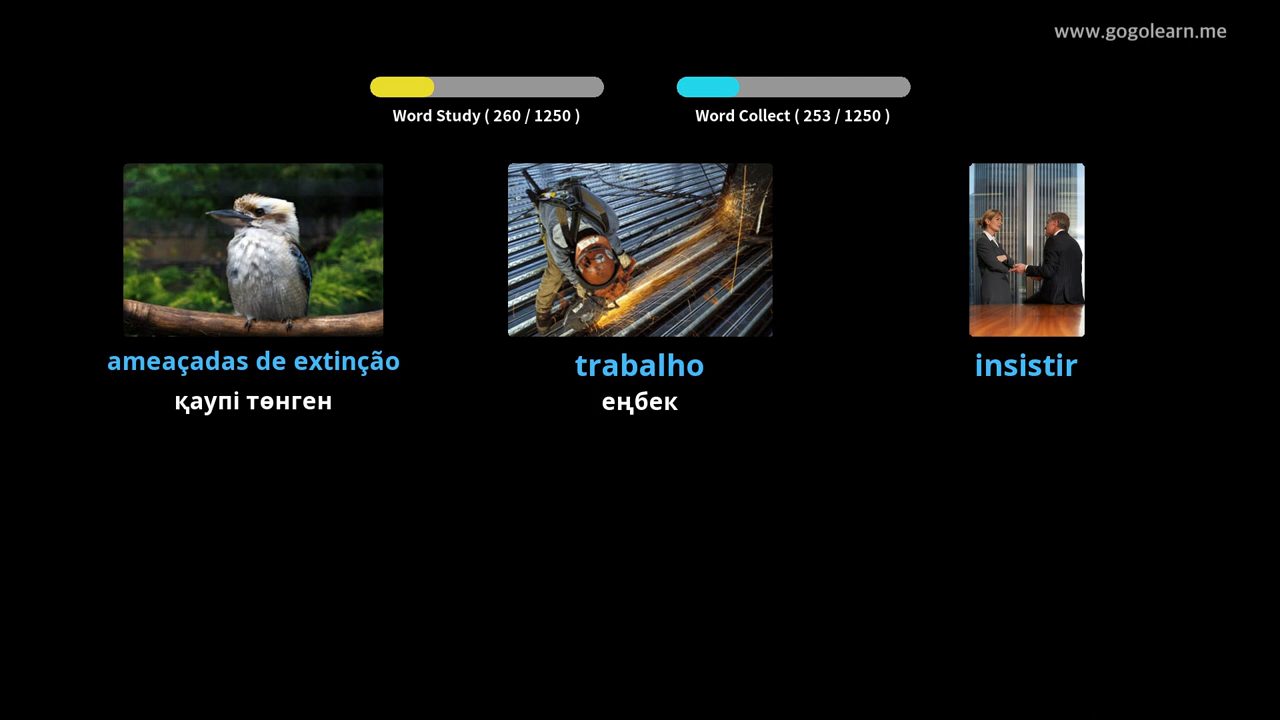 www.gogolearn.me
Word Study ( 260 / 1250 )
Word Collect ( 253 / 1250 )
ameaçadas de extinção
trabalho
insistir
қаупі төнген
еңбек